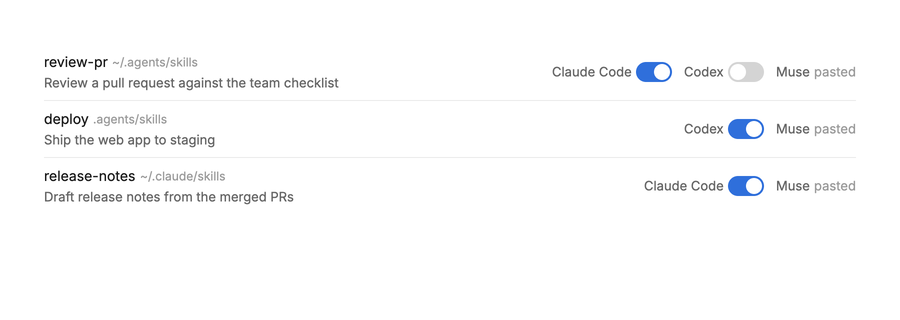 review-pr ~/.agents/skills
Review a pull request against the team checklist
Claude Code Codex Muse pasted
deploy .agents/skills
Ship the web app to staging
Codex Muse pasted
release-notes ~/.claude/skills
Draft release notes from the merged PRs
Claude Code Muse pasted